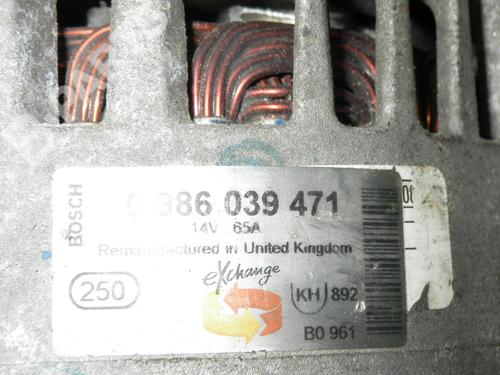 BOSCH
0 986 039 471
14V 65A
Remanufactured in United Kingdom
eXchange
250
KH 892
B0 961